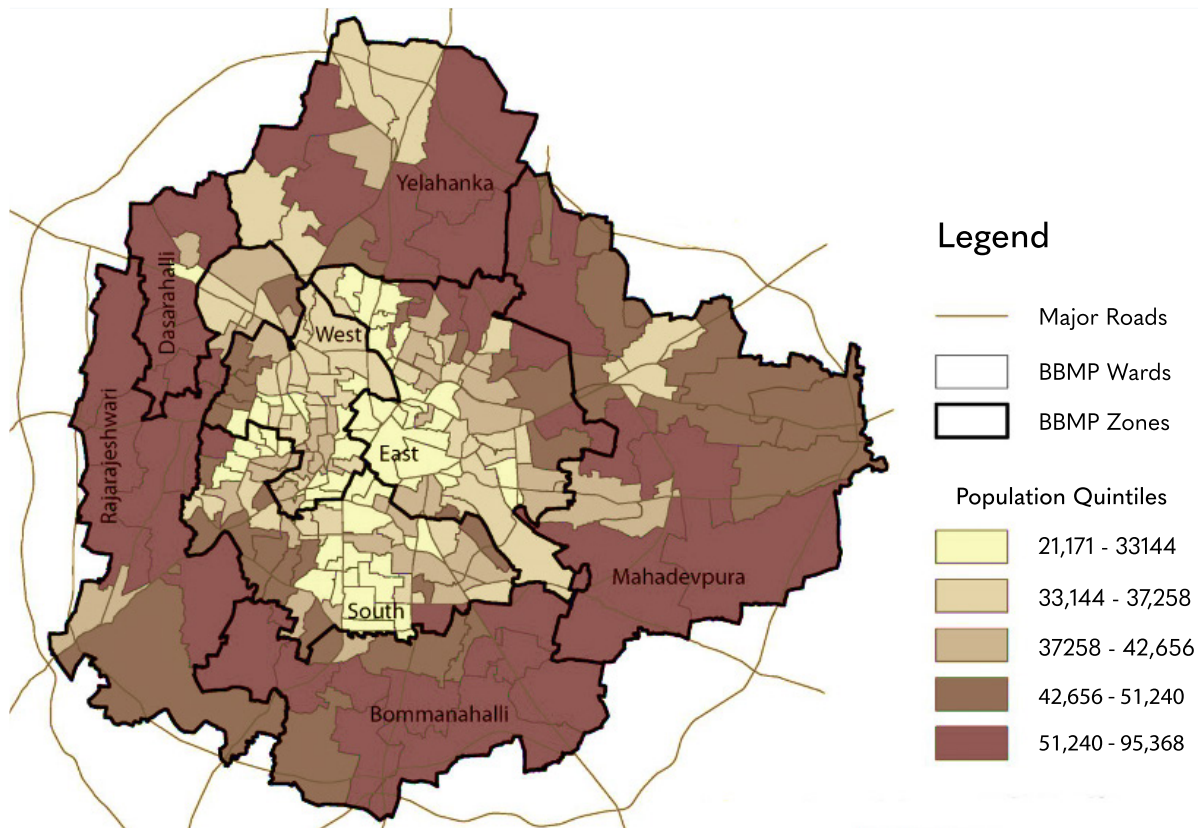 Yelahanka
Dasarahalli
West
Rajarajeshwari
East
Mahadevpura
South
Bommanahalli
Legend
Major Roads
BBMP Wards
BBMP Zones
Population Quintiles
21,171 - 33144
33,144 - 37,258
37258 - 42,656
42,656 - 51,240
51,240 - 95,368